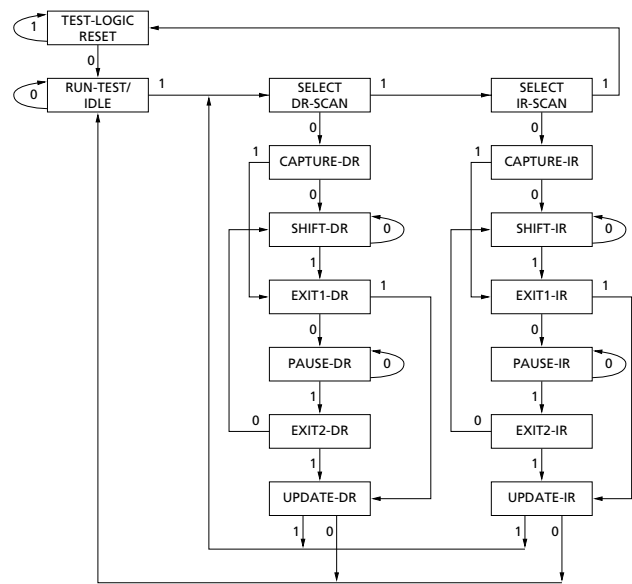 TEST-LOGIC
RESET
1
0
RUN-TEST/
IDLE
0
1
SELECT
DR-SCAN
1
SELECT
IR-SCAN
1
0
0
1
CAPTURE-DR
1
CAPTURE-IR
0
0
SHIFT-DR
0
SHIFT-IR
0
1
1
EXIT1-DR
1
EXIT1-IR
1
0
0
PAUSE-DR
0
PAUSE-IR
0
1
1
0
EXIT2-DR
0
EXIT2-IR
1
1
UPDATE-DR
UPDATE-IR
1
0
1
0